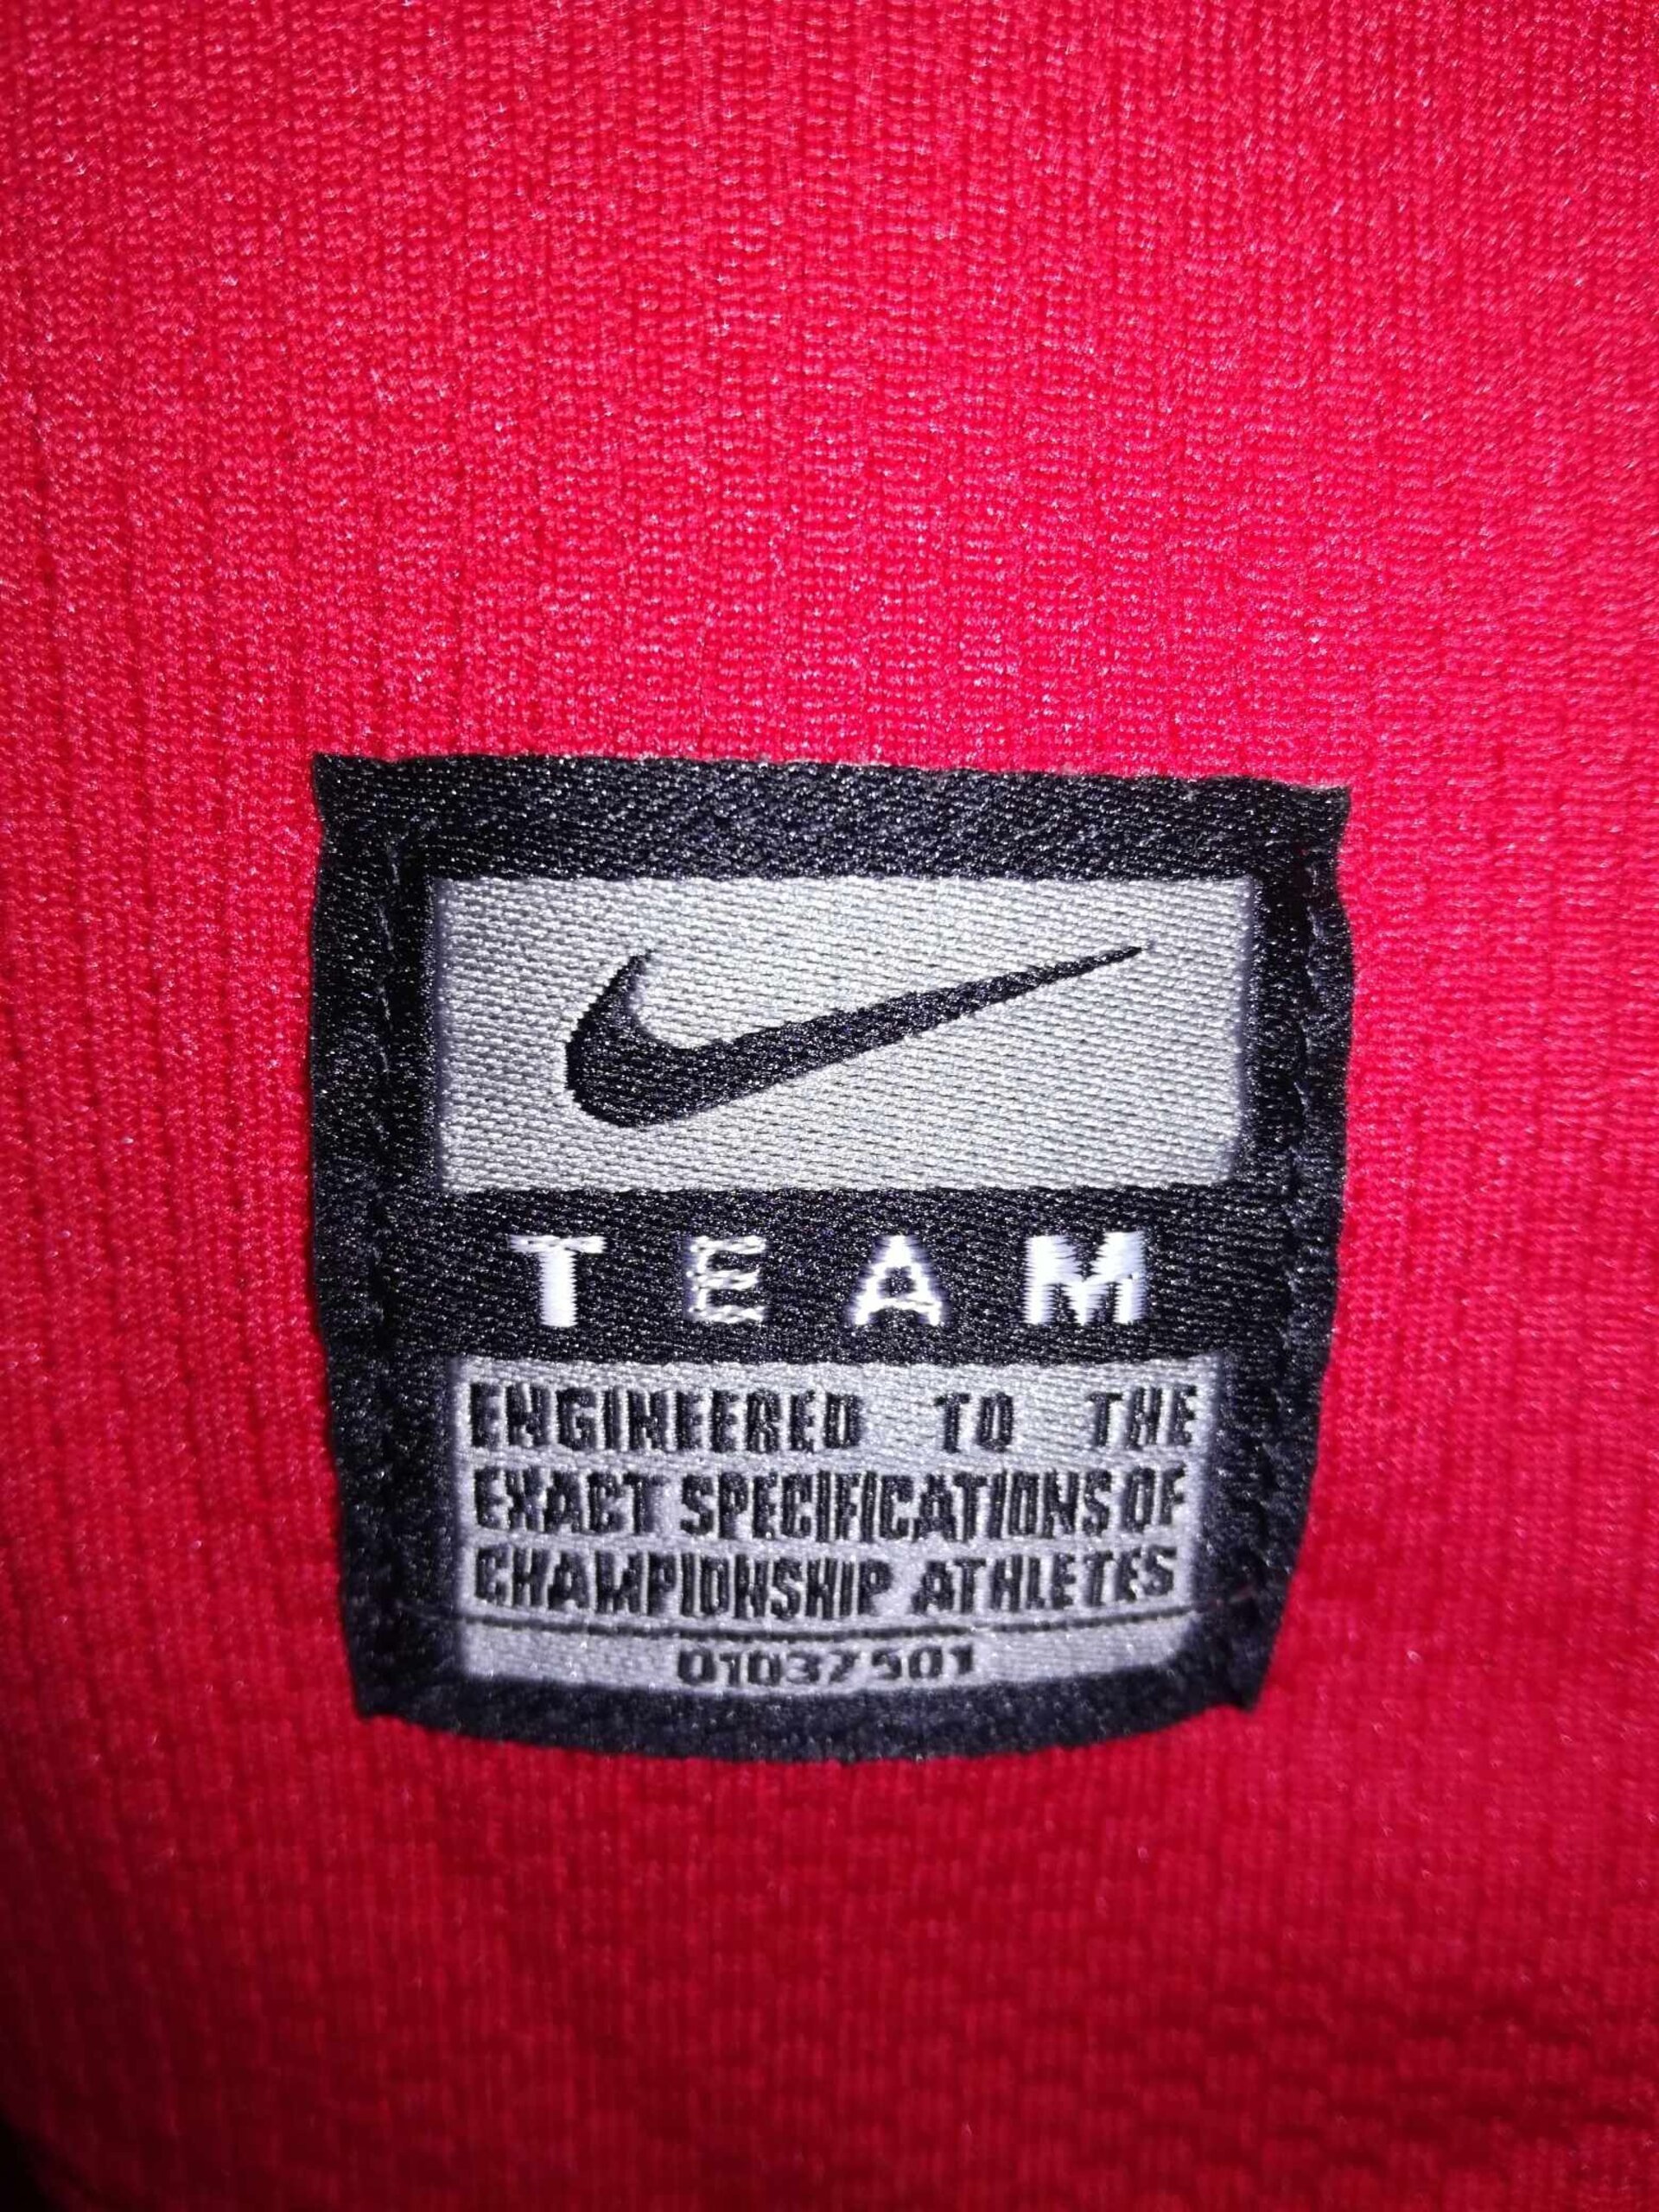 TEAM
ENGINEERED TO THE
EXACT SPECIFICATIONS OF
CHAMPIONSHIP ATHLETES
01037501